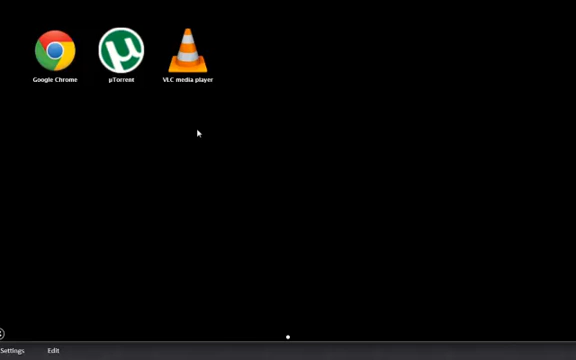 Google Chrome
µTorrent
VLC media player
Settings
Edit